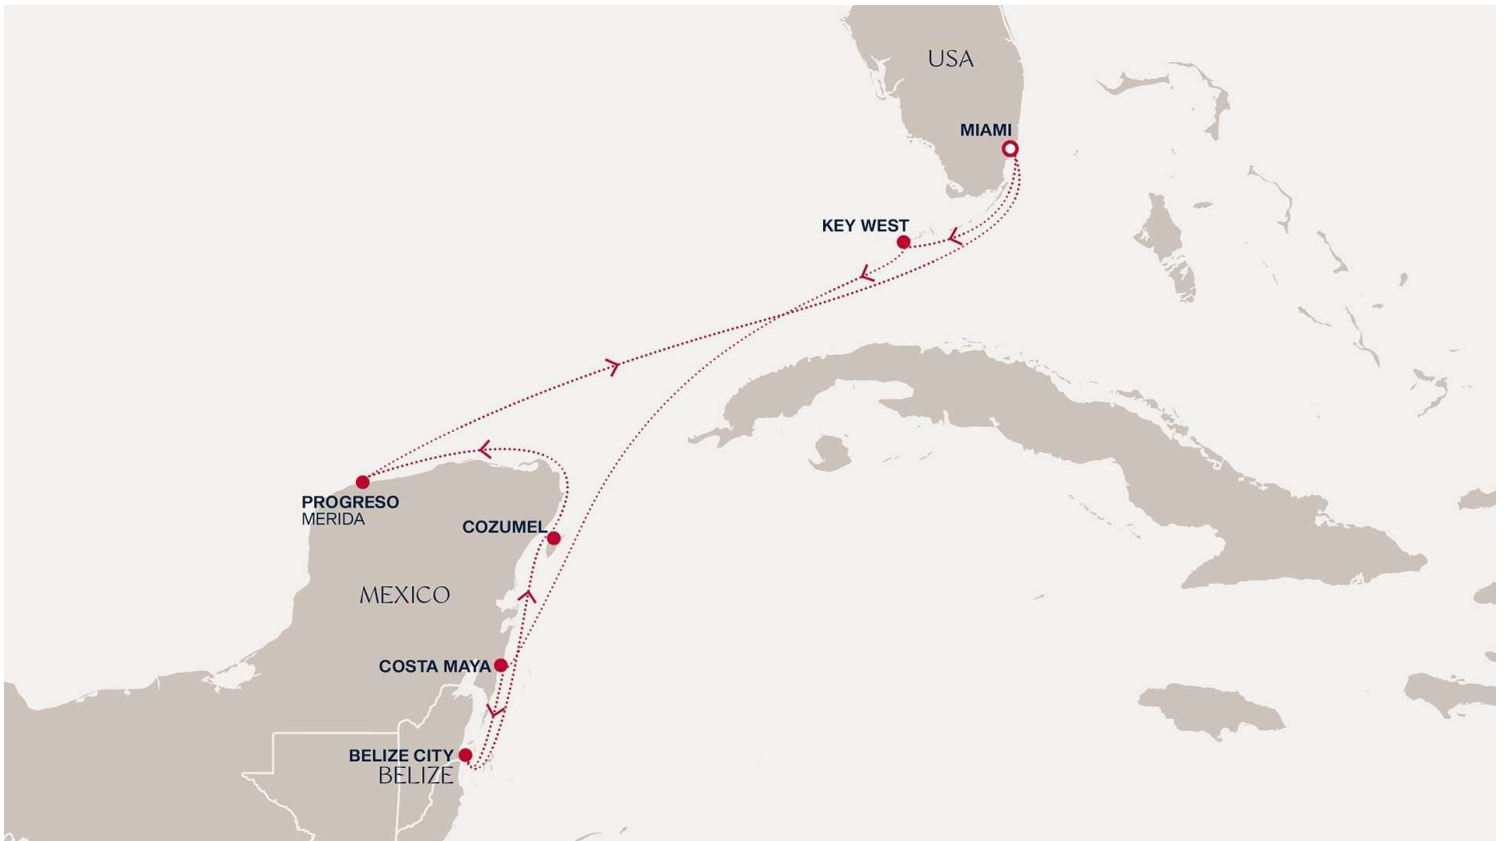 USA
MIAMI
KEY WEST
PROGRESO
MERIDA
COZUMEL
MEXICO
COSTA MAYA
BELIZE CITY
BELIZE